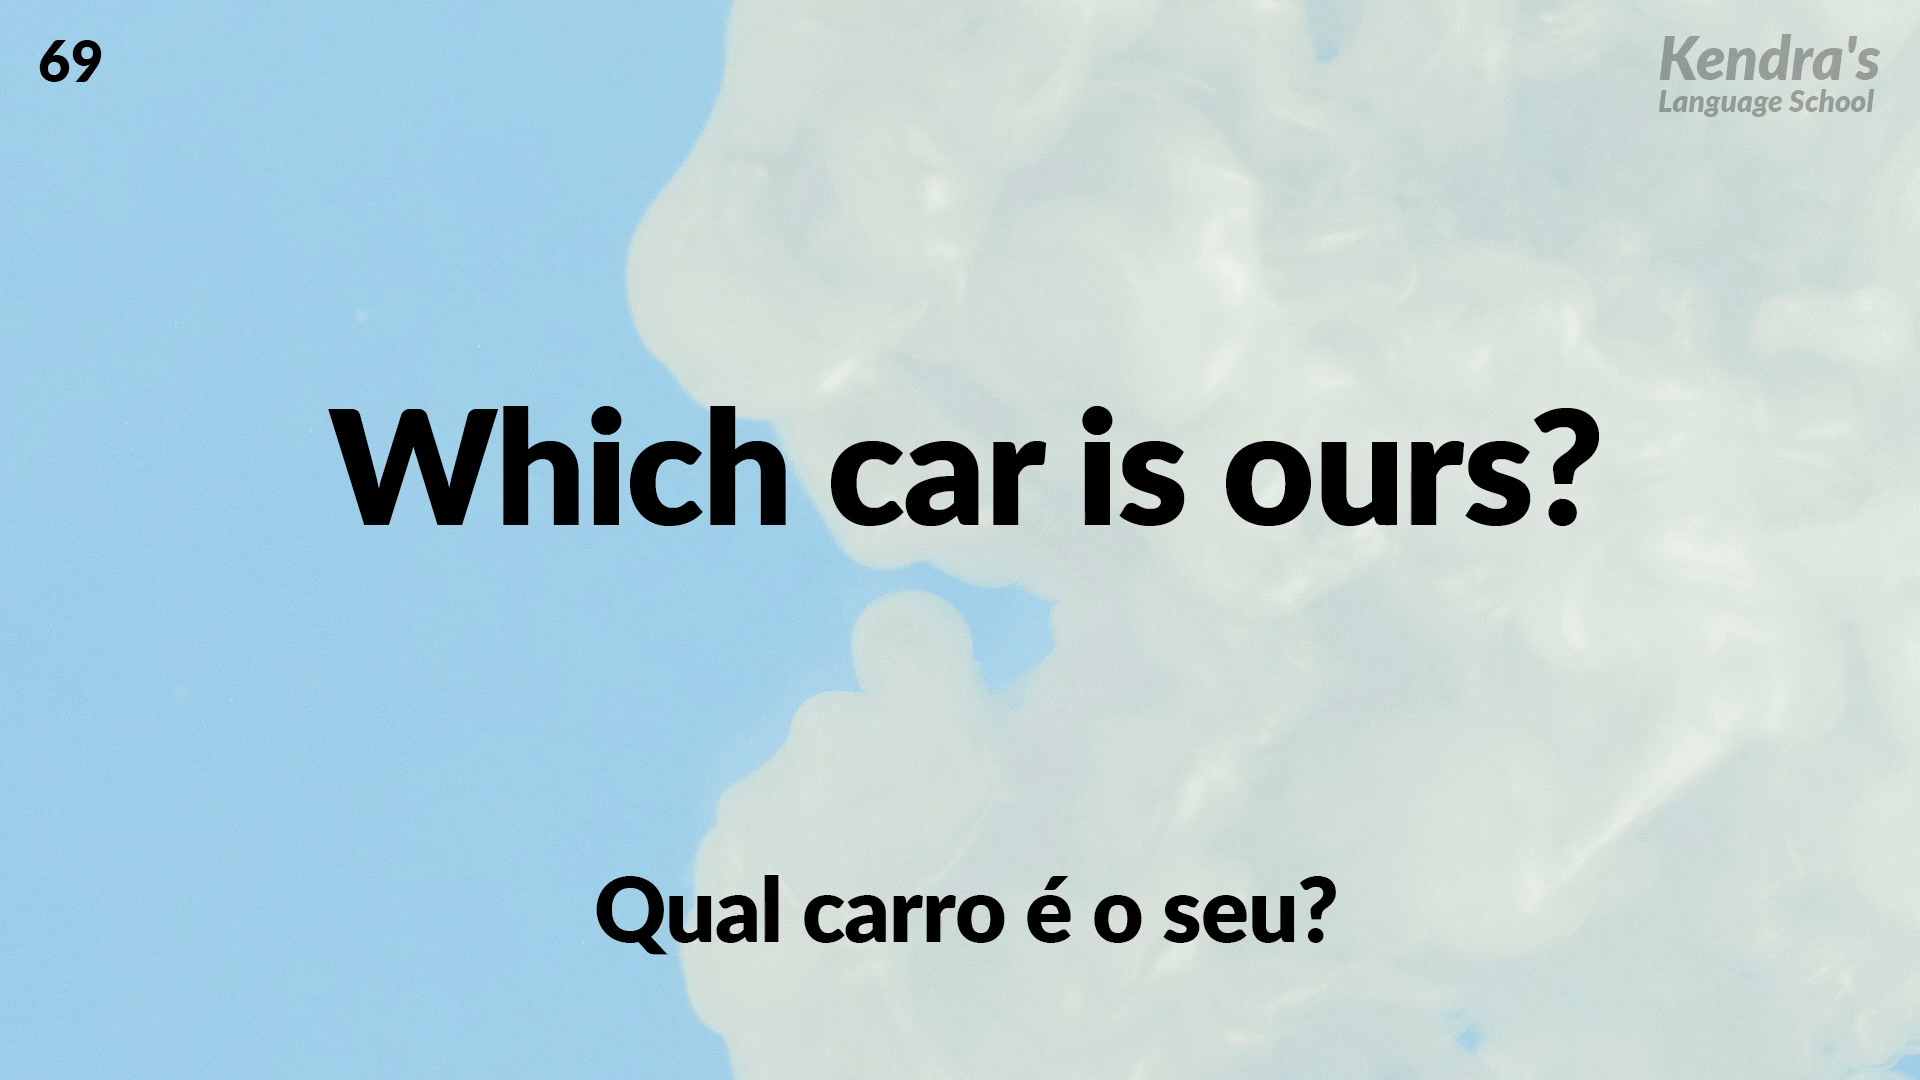 69
Kendra's
Language School
Which car is ours?
Qual carro é o seu?